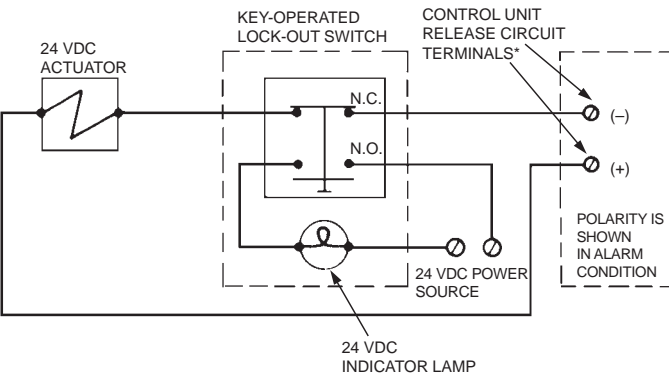 KEY-OPERATED
LOCK-OUT SWITCH
CONTROL UNIT
RELEASE CIRCUIT
TERMINALS*
24 VDC
ACTUATOR
N.C.
(–)
N.O.
(+)
POLARITY IS
SHOWN
IN ALARM
CONDITION
24 VDC POWER
SOURCE
24 VDC
INDICATOR LAMP